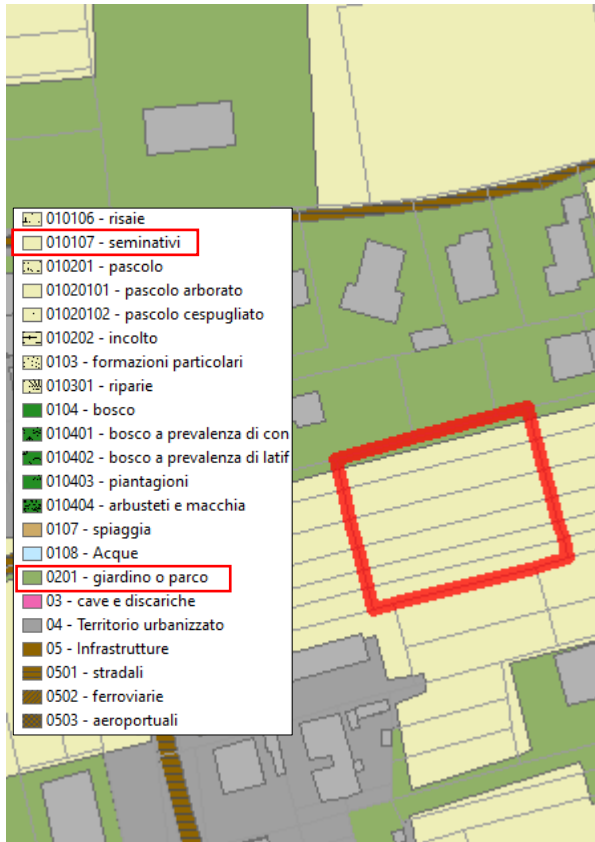 010106 - risaie
010107 - seminativi
010201 - pascolo
01020101 - pascolo arborato
01020102 - pascolo cespugliato
010202 - incolto
0103 - formazioni particolari
010301 - riparie
0104 - bosco
010401 - bosco a prevalenza di con
010402 - bosco a prevalenza di latif
010403 - piantagioni
010404 - arbusteti e macchia
0107 - spiaggia
0108 - Acque
0201 - giardino o parco
03 - cave e discariche
04 - Territorio urbanizzato
05 - Infrastrutture
0501 - stradali
0502 - ferroviarie
0503 - aeroportuali